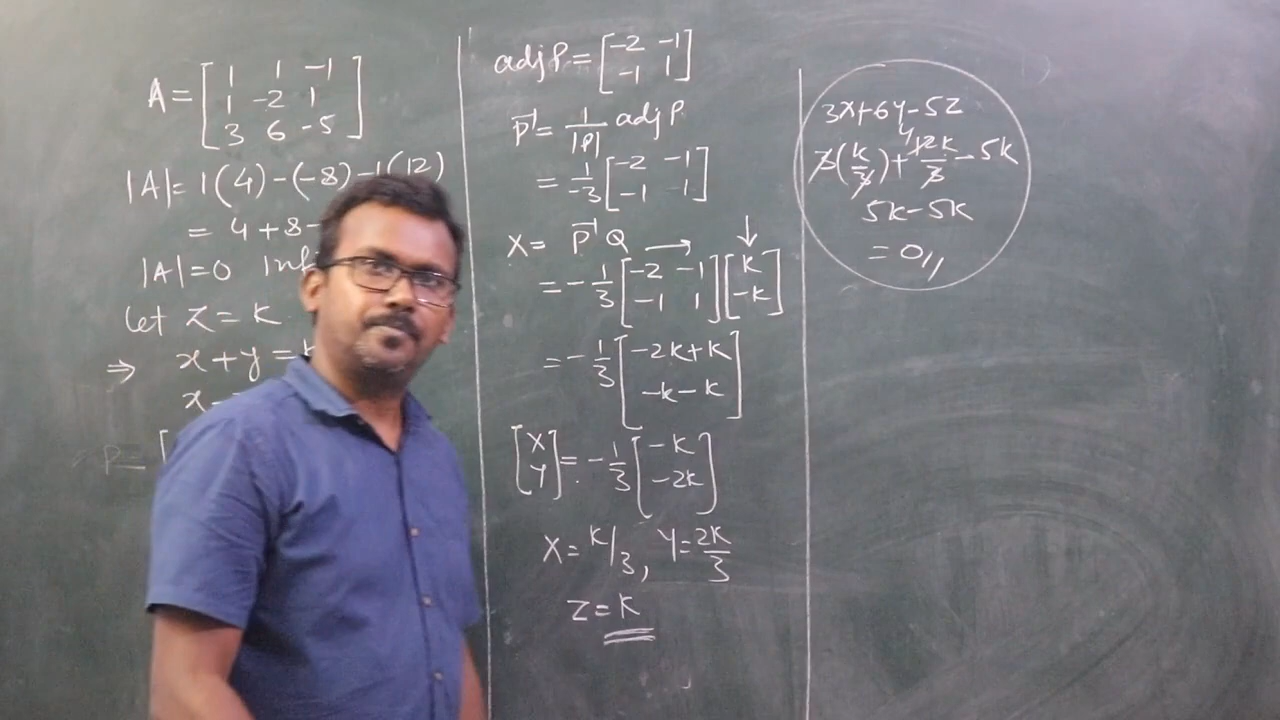 A = [ 1 1 -1
1 -2 1
3 6 -5 ]
|A| = 1(4) - (-8) - 1(12)
= 4 + 8 -
|A| = 0
Let Z = K
⇒ x + y =
x -
P = [
adj P = [ -2 -1
-1 1 ]
P⁻¹ = 1/|P| adj P
= 1/-3 [ -2 -1
-1 1 ]
X = P⁻¹ Q → ↓
= -1/3 [ -2 -1
-1 1 ] [ K
-K ]
= -1/3 [ -2K+K
-K-K ]
[ X
Y ] = -1/3 [ -K
-2K ]
X = K/3, Y = 2K/3
Z = K
3X+6Y-5Z
3(K/3) + 12K/3 - 5K
5K-5K
= 0//